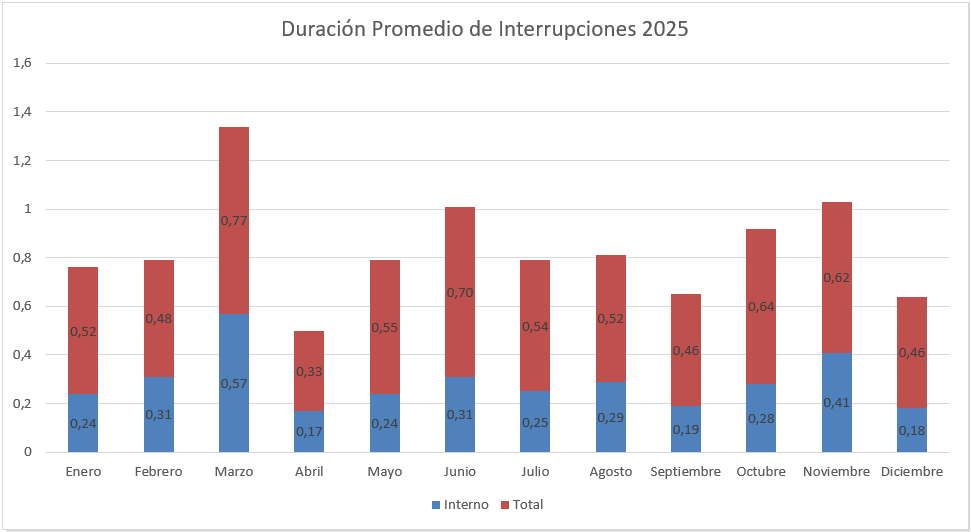 Duración Promedio de Interrupciones 2025
1,6
1,4
1,2
1
0,8
0,6
0,4
0,2
0
0,52 0,48 0,77 0,33 0,55 0,70 0,54 0,52 0,46 0,64 0,62 0,46
0,24 0,31 0,57 0,17 0,24 0,31 0,25 0,29 0,19 0,28 0,41 0,18
Enero Febrero Marzo Abril Mayo Junio Julio Agosto Septiembre Octubre Noviembre Diciembre
Interno Total